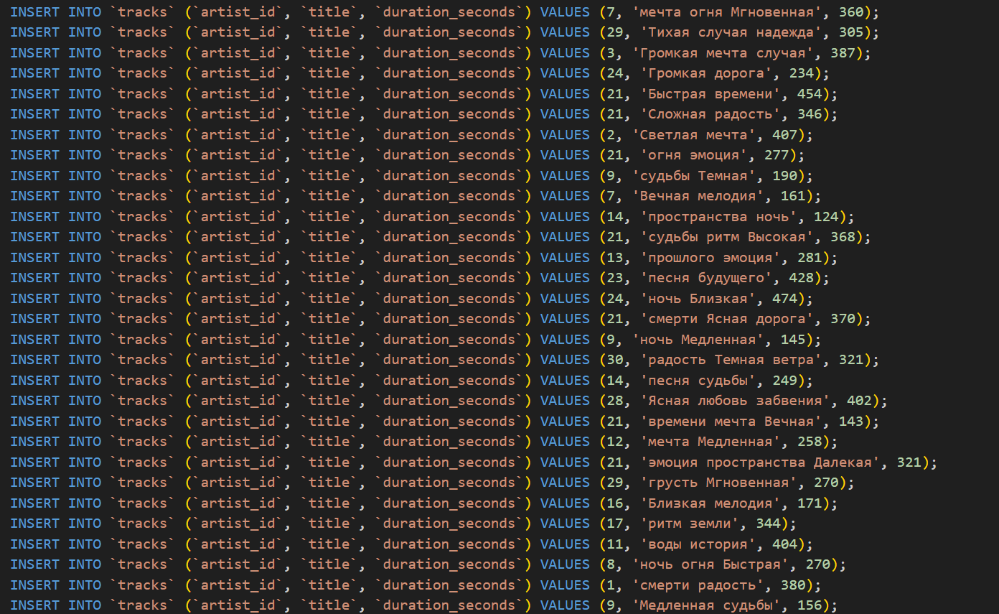 INSERT INTO `tracks` (`artist_id`, `title`, `duration_seconds`) VALUES (7, 'мечта огня Мгновенная', 360);
INSERT INTO `tracks` (`artist_id`, `title`, `duration_seconds`) VALUES (29, 'Тихая случая надежда', 305);
INSERT INTO `tracks` (`artist_id`, `title`, `duration_seconds`) VALUES (3, 'Громкая мечта случая', 387);
INSERT INTO `tracks` (`artist_id`, `title`, `duration_seconds`) VALUES (24, 'Громкая дорога', 234);
INSERT INTO `tracks` (`artist_id`, `title`, `duration_seconds`) VALUES (21, 'Быстрая времени', 454);
INSERT INTO `tracks` (`artist_id`, `title`, `duration_seconds`) VALUES (21, 'Сложная радость', 346);
INSERT INTO `tracks` (`artist_id`, `title`, `duration_seconds`) VALUES (2, 'Светлая мечта', 407);
INSERT INTO `tracks` (`artist_id`, `title`, `duration_seconds`) VALUES (21, 'огня эмоция', 277);
INSERT INTO `tracks` (`artist_id`, `title`, `duration_seconds`) VALUES (9, 'судьбы Темная', 190);
INSERT INTO `tracks` (`artist_id`, `title`, `duration_seconds`) VALUES (7, 'Вечная мелодия', 161);
INSERT INTO `tracks` (`artist_id`, `title`, `duration_seconds`) VALUES (14, 'пространства ночь', 124);
INSERT INTO `tracks` (`artist_id`, `title`, `duration_seconds`) VALUES (21, 'судьбы ритм Высокая', 368);
INSERT INTO `tracks` (`artist_id`, `title`, `duration_seconds`) VALUES (13, 'прошлого эмоция', 281);
INSERT INTO `tracks` (`artist_id`, `title`, `duration_seconds`) VALUES (23, 'песня будущего', 428);
INSERT INTO `tracks` (`artist_id`, `title`, `duration_seconds`) VALUES (24, 'ночь Близкая', 474);
INSERT INTO `tracks` (`artist_id`, `title`, `duration_seconds`) VALUES (21, 'смерти Ясная дорога', 370);
INSERT INTO `tracks` (`artist_id`, `title`, `duration_seconds`) VALUES (9, 'ночь Медленная', 145);
INSERT INTO `tracks` (`artist_id`, `title`, `duration_seconds`) VALUES (30, 'радость Темная ветра', 321);
INSERT INTO `tracks` (`artist_id`, `title`, `duration_seconds`) VALUES (14, 'песня судьбы', 249);
INSERT INTO `tracks` (`artist_id`, `title`, `duration_seconds`) VALUES (28, 'Ясная любовь забвения', 402);
INSERT INTO `tracks` (`artist_id`, `title`, `duration_seconds`) VALUES (21, 'времени мечта Вечная', 143);
INSERT INTO `tracks` (`artist_id`, `title`, `duration_seconds`) VALUES (12, 'мечта Медленная', 258);
INSERT INTO `tracks` (`artist_id`, `title`, `duration_seconds`) VALUES (21, 'эмоция пространства Далекая', 321);
INSERT INTO `tracks` (`artist_id`, `title`, `duration_seconds`) VALUES (29, 'грусть Мгновенная', 270);
INSERT INTO `tracks` (`artist_id`, `title`, `duration_seconds`) VALUES (16, 'Близкая мелодия', 171);
INSERT INTO `tracks` (`artist_id`, `title`, `duration_seconds`) VALUES (17, 'ритм земли', 344);
INSERT INTO `tracks` (`artist_id`, `title`, `duration_seconds`) VALUES (11, 'воды история', 404);
INSERT INTO `tracks` (`artist_id`, `title`, `duration_seconds`) VALUES (8, 'ночь огня Быстрая', 270);
INSERT INTO `tracks` (`artist_id`, `title`, `duration_seconds`) VALUES (1, 'смерти радость', 380);
INSERT INTO `tracks` (`artist_id`, `title`, `duration_seconds`) VALUES (9, 'Медленная судьбы', 156);